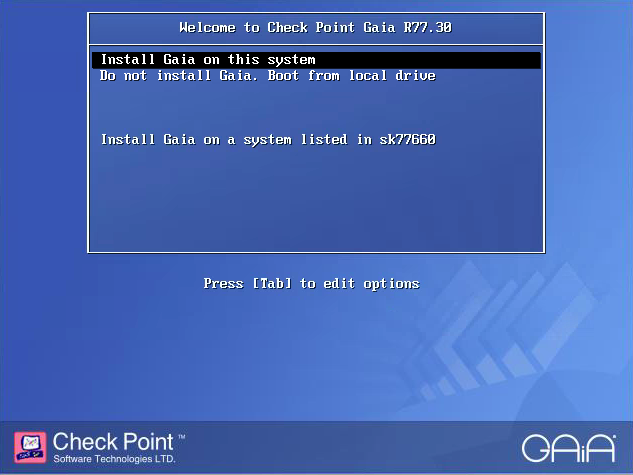 Welcome to Check Point Gaia R77.30
Install Gaia on this system
Do not install Gaia. Boot from local drive
Install Gaia on a system listed in sk77660
Press [Tab] to edit options
Check Point™
Software Technologies LTD.
GAiA